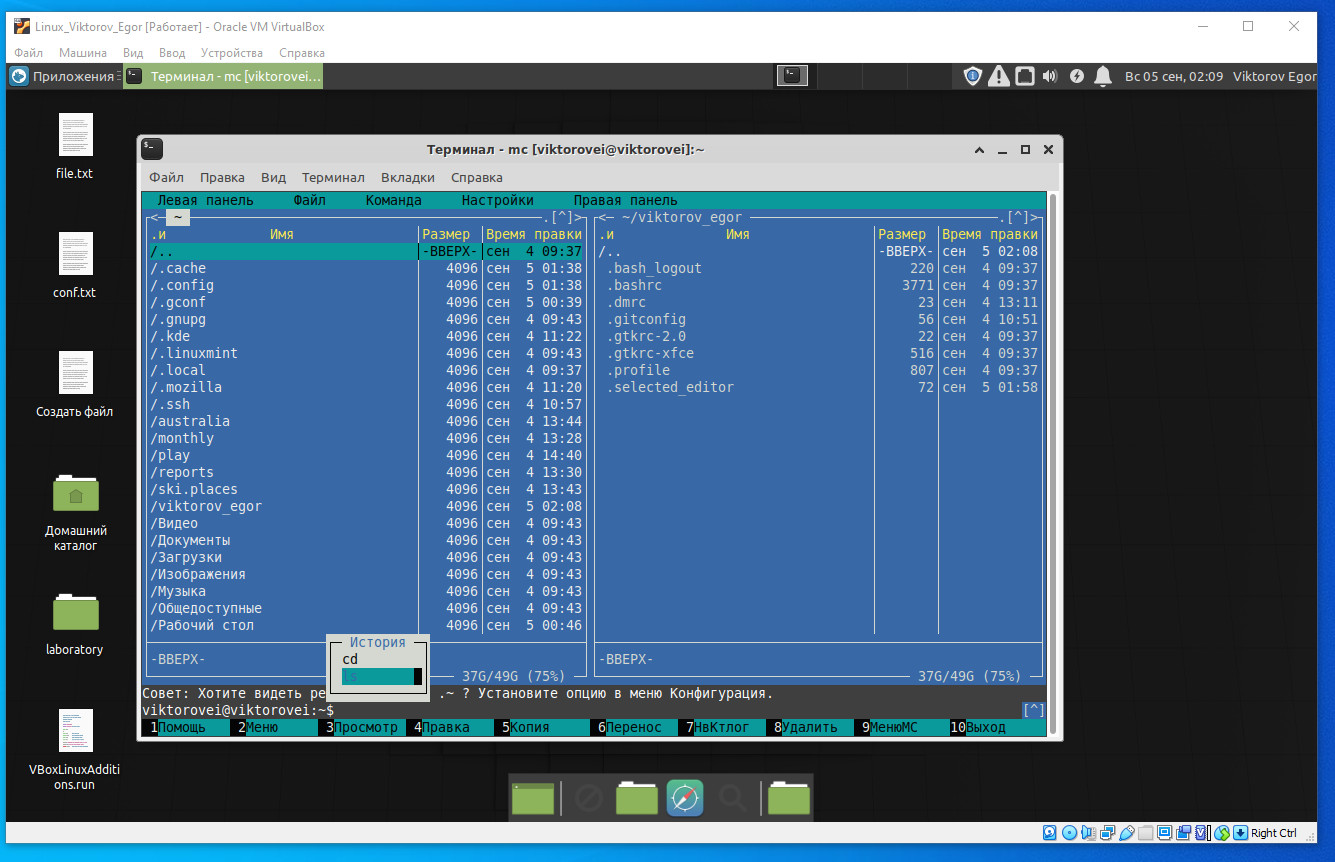 Linux_Viktorov_Egor [Работает] - Oracle VM VirtualBox
Файл Машина Вид Ввод Устройства Справка
Приложения Терминал - mc [viktorovei... Вс 05 сен, 02:09 Viktorov Egor
file.txt
conf.txt
Создать файл
Домашний
каталог
laboratory
VBoxLinuxAdditi
ons.run
Терминал - mc [viktorovei@viktorovei]:~
Файл Правка Вид Терминал Вкладки Справка
Левая панель Файл Команда Настройки Правая панель
<─ ~ .[^]> <─ ~/viktorov_egor .[^]>
.и Имя Размер Время правки .и Имя Размер Время правки
/.. -ВВЕРХ- сен 4 09:37 /.. -ВВЕРХ- сен 5 02:08
/.cache 4096 сен 5 01:38 .bash_logout 220 сен 4 09:37
/.config 4096 сен 5 01:38 .bashrc 3771 сен 4 09:37
/.gconf 4096 сен 5 00:39 .dmrc 23 сен 4 13:11
/.gnupg 4096 сен 4 09:43 .gitconfig 56 сен 4 10:51
/.kde 4096 сен 4 11:22 .gtkrc-2.0 22 сен 4 09:37
/.linuxmint 4096 сен 4 09:43 .gtkrc-xfce 516 сен 4 09:37
/.local 4096 сен 4 09:37 .profile 807 сен 4 09:37
/.mozilla 4096 сен 4 11:20 .selected_editor 72 сен 5 01:58
/.ssh 4096 сен 4 10:57
/australia 4096 сен 4 13:44
/monthly 4096 сен 4 13:28
/play 4096 сен 4 14:40
/reports 4096 сен 4 13:30
/ski.places 4096 сен 4 13:43
/viktorov_egor 4096 сен 5 02:08
/Видео 4096 сен 4 09:43
/Документы 4096 сен 4 09:43
/Загрузки 4096 сен 4 09:43
/Изображения 4096 сен 4 09:43
/Музыка 4096 сен 4 09:43
/Общедоступные 4096 сен 4 09:43
/Рабочий стол 4096 сен 5 00:46
История
-ВВЕРХ- cd -ВВЕРХ-
ls 37G/49G (75%) 37G/49G (75%)
Совет: Хотите видеть ре .~ ? Установите опцию в меню Конфигурация.
viktorovei@viktorovei:~$ [^]
1Помощь 2Меню 3Просмотр 4Правка 5Копия 6Перенос 7НвКтлог 8Удалить 9МенюМС 10Выход
Right Ctrl